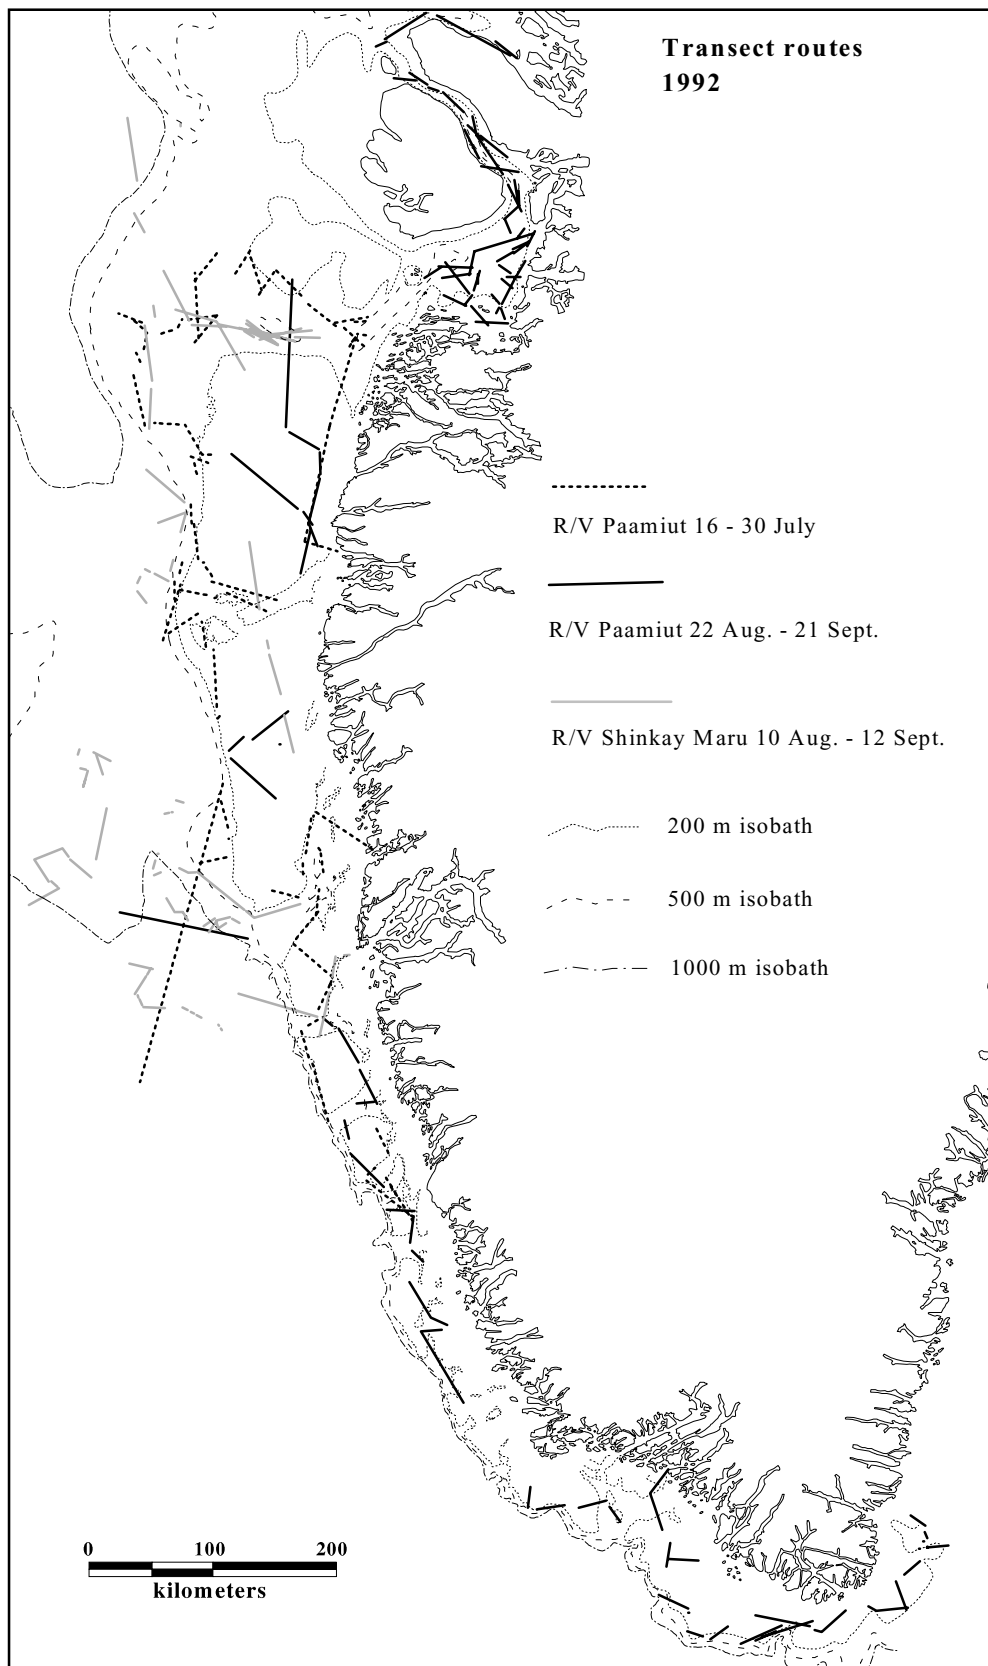 Transect routes
1992
R/V Paamiut 16 - 30 July
R/V Paamiut 22 Aug. - 21 Sept.
R/V Shinkay Maru 10 Aug. - 12 Sept.
200 m isobath
500 m isobath
1000 m isobath
0 100 200
kilometers